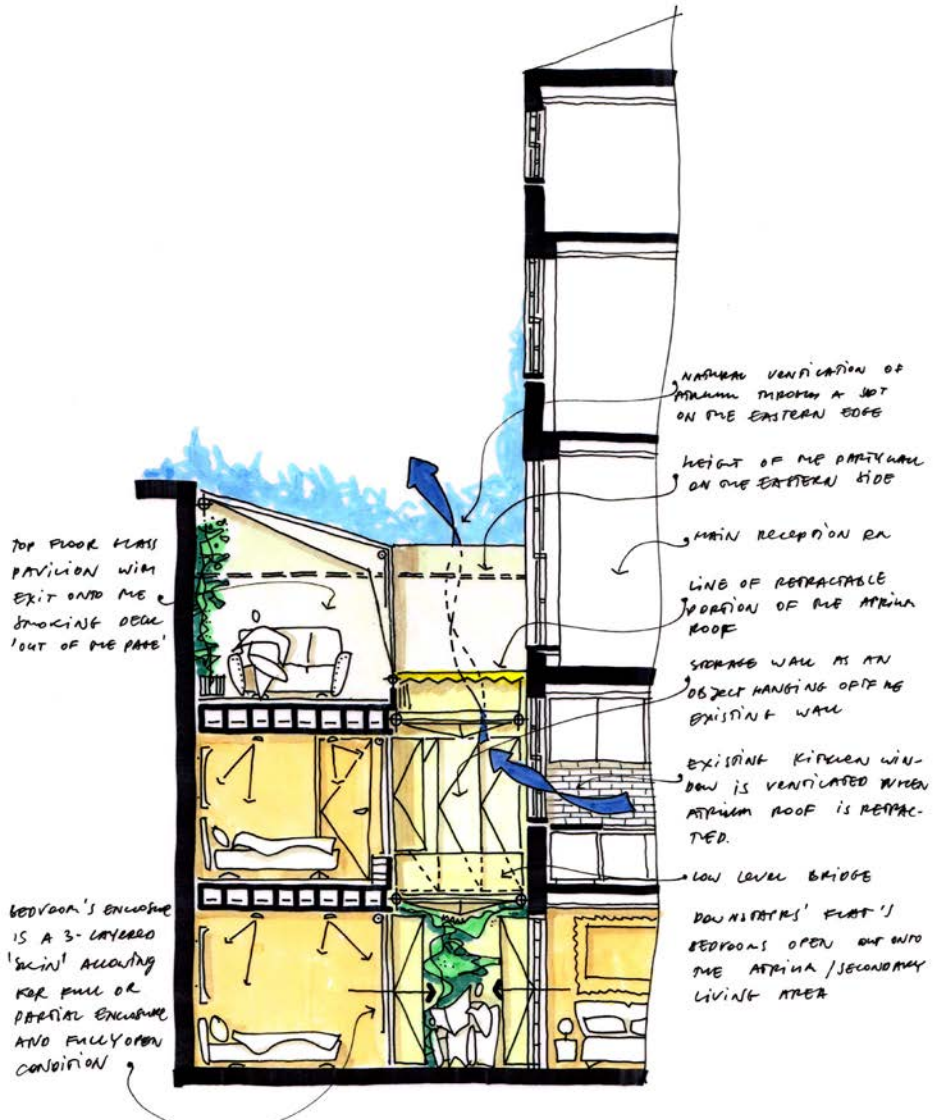 NATURAL VENTILATION OF
ATRIUM THROUGH A SLOT
ON THE EASTERN EDGE
HEIGHT OF THE PARTY WALL
ON THE EASTERN SIDE
MAIN RECEPTION RM
LINE OF RETRACTABLE
PORTION OF THE ATRIUM
ROOF
STORAGE WALL AS AN
OBJECT HANGING OFF THE
EXISTING WALL
EXISTING KITCHEN WIN-
DOW IS VENTILATED WHEN
ATRIUM ROOF IS RETRAC-
TED.
LOW LEVEL BRIDGE
DOWNSTAIRS' FLAT'S
BEDROOMS OPEN OUT ONTO
THE ATRIUM / SECONDARY
LIVING AREA
TOP FLOOR GLASS
PAVILION WITH
EXIT ONTO THE
SMOKING DECK
'OUT OF THE PAGE'
BEDROOM'S ENCLOSURE
IS A 3-LAYERED
'SKIN' ALLOWING
FOR FULL OR
PARTIAL ENCLOSURE
AND FULLY OPEN
CONDITION